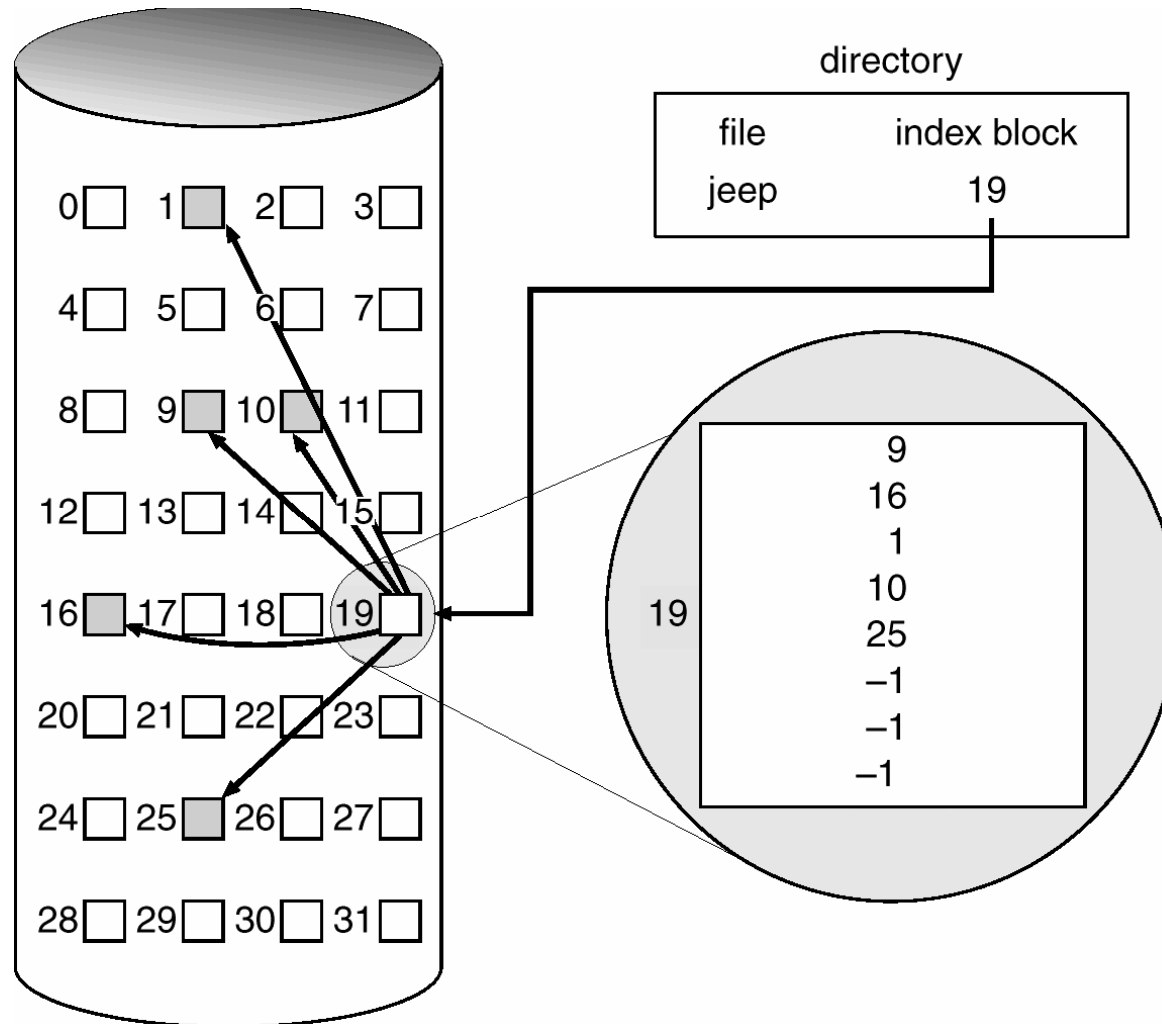 directory
file index block
jeep 19
0 1 2 3
4 5 6 7
8 9 10 11
12 13 14 15
16 17 18 19
20 21 22 23
24 25 26 27
28 29 30 31
19
9
16
1
10
25
–1
–1
–1